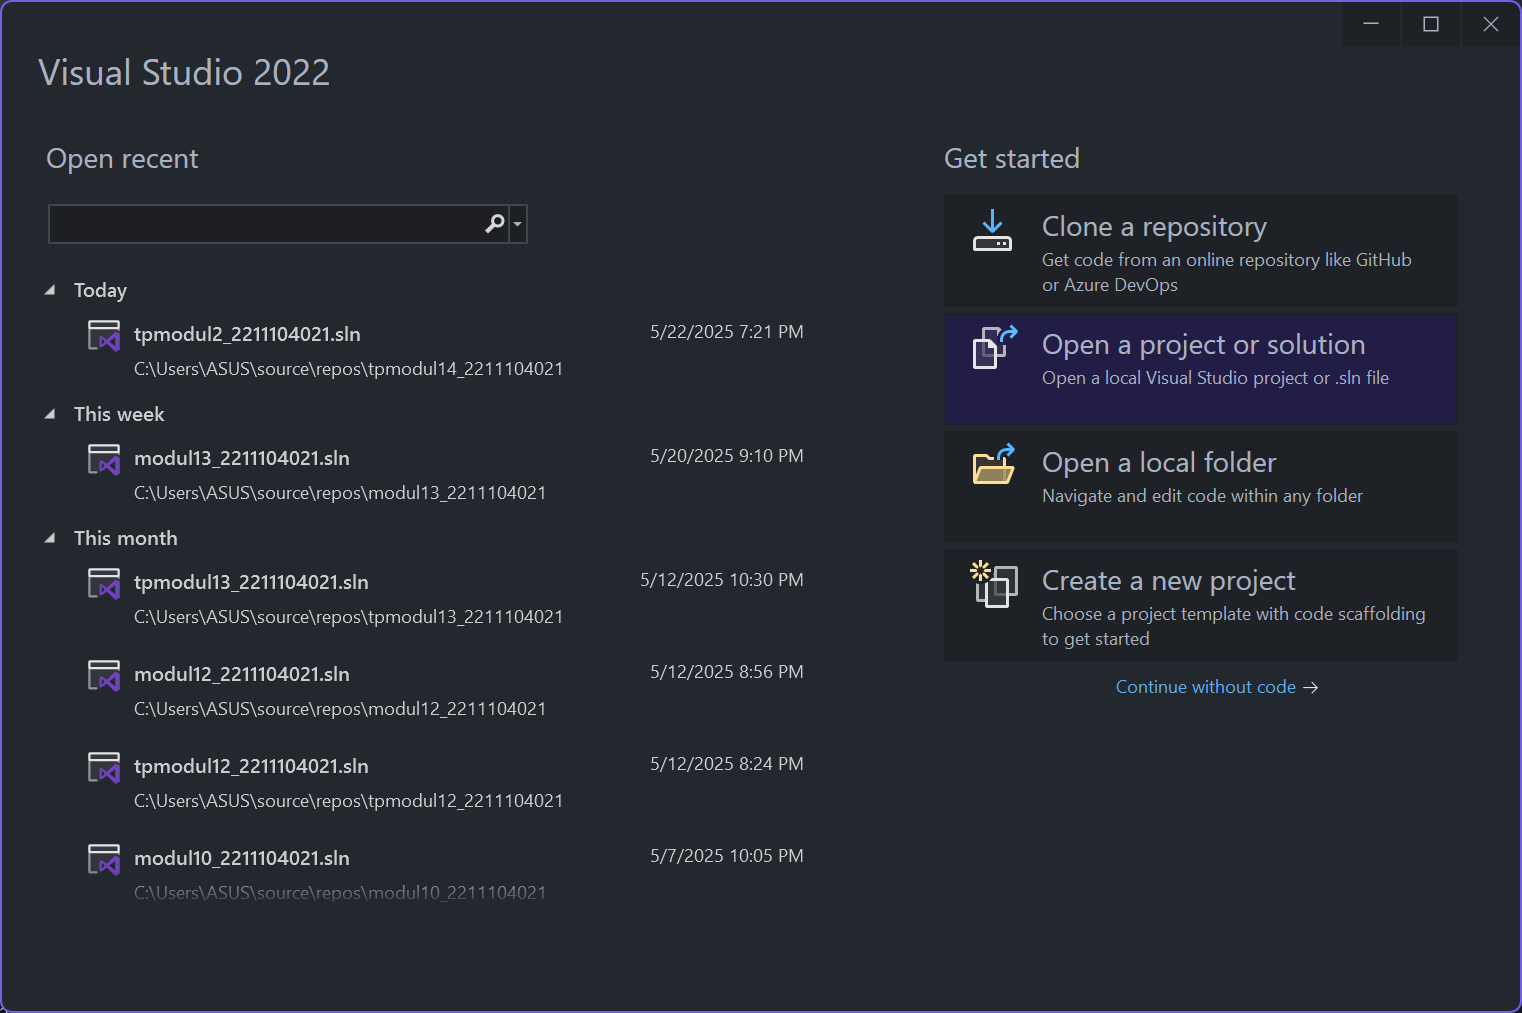 Visual Studio 2022
Open recent
Today
tpmodul2_2211104021.sln
5/22/2025 7:21 PM
C:\Users\ASUS\source\repos\tpmodul14_2211104021
This week
modul13_2211104021.sln
5/20/2025 9:10 PM
C:\Users\ASUS\source\repos\modul13_2211104021
This month
tpmodul13_2211104021.sln
5/12/2025 10:30 PM
C:\Users\ASUS\source\repos\tpmodul13_2211104021
modul12_2211104021.sln
5/12/2025 8:56 PM
C:\Users\ASUS\source\repos\modul12_2211104021
tpmodul12_2211104021.sln
5/12/2025 8:24 PM
C:\Users\ASUS\source\repos\tpmodul12_2211104021
modul10_2211104021.sln
5/7/2025 10:05 PM
C:\Users\ASUS\source\repos\modul10_2211104021
Get started
Clone a repository
Get code from an online repository like GitHub
or Azure DevOps
Open a project or solution
Open a local Visual Studio project or .sln file
Open a local folder
Navigate and edit code within any folder
Create a new project
Choose a project template with code scaffolding
to get started
Continue without code →